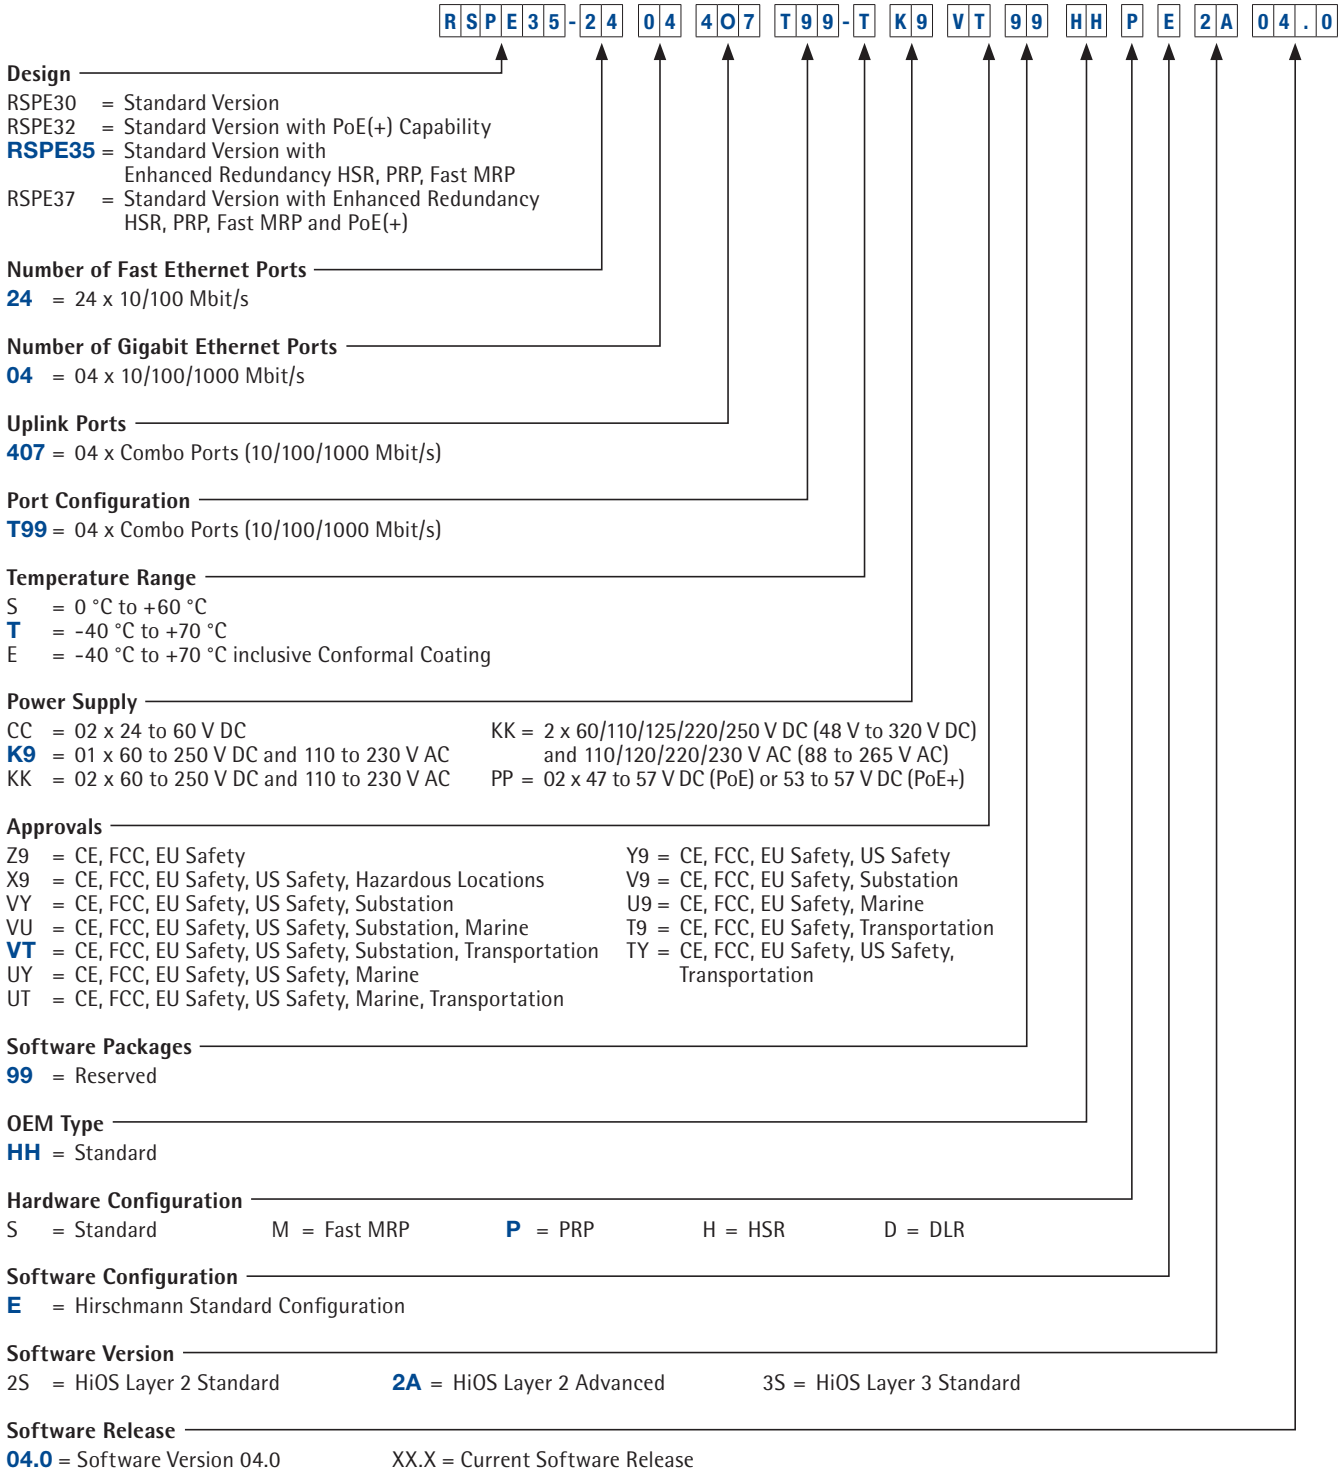 RSPE35-24 04 4O7 T99-T K9 VT 99 HH P E 2A 04.0
Design
RSPE30 = Standard Version
RSPE32 = Standard Version with PoE(+) Capability
RSPE35 = Standard Version with
Enhanced Redundancy HSR, PRP, Fast MRP
RSPE37 = Standard Version with Enhanced Redundancy
HSR, PRP, Fast MRP and PoE(+)
Number of Fast Ethernet Ports
24 = 24 x 10/100 Mbit/s
Number of Gigabit Ethernet Ports
04 = 04 x 10/100/1000 Mbit/s
Uplink Ports
407 = 04 x Combo Ports (10/100/1000 Mbit/s)
Port Configuration
T99 = 04 x Combo Ports (10/100/1000 Mbit/s)
Temperature Range
S = 0 °C to +60 °C
T = -40 °C to +70 °C
E = -40 °C to +70 °C inclusive Conformal Coating
Power Supply
CC = 02 x 24 to 60 V DC
K9 = 01 x 60 to 250 V DC and 110 to 230 V AC
KK = 02 x 60 to 250 V DC and 110 to 230 V AC
KK = 2 x 60/110/125/220/250 V DC (48 V to 320 V DC)
and 110/120/220/230 V AC (88 to 265 V AC)
PP = 02 x 47 to 57 V DC (PoE) or 53 to 57 V DC (PoE+)
Approvals
Z9 = CE, FCC, EU Safety
X9 = CE, FCC, EU Safety, US Safety, Hazardous Locations
VY = CE, FCC, EU Safety, US Safety, Substation
VU = CE, FCC, EU Safety, US Safety, Substation, Marine
VT = CE, FCC, EU Safety, US Safety, Substation, Transportation
UY = CE, FCC, EU Safety, US Safety, Marine
UT = CE, FCC, EU Safety, US Safety, Marine, Transportation
Y9 = CE, FCC, EU Safety, US Safety
V9 = CE, FCC, EU Safety, Substation
U9 = CE, FCC, EU Safety, Marine
T9 = CE, FCC, EU Safety, Transportation
TY = CE, FCC, EU Safety, US Safety,
Transportation
Software Packages
99 = Reserved
OEM Type
HH = Standard
Hardware Configuration
S = Standard M = Fast MRP P = PRP H = HSR D = DLR
Software Configuration
E = Hirschmann Standard Configuration
Software Version
2S = HiOS Layer 2 Standard 2A = HiOS Layer 2 Advanced 3S = HiOS Layer 3 Standard
Software Release
04.0 = Software Version 04.0 XX.X = Current Software Release